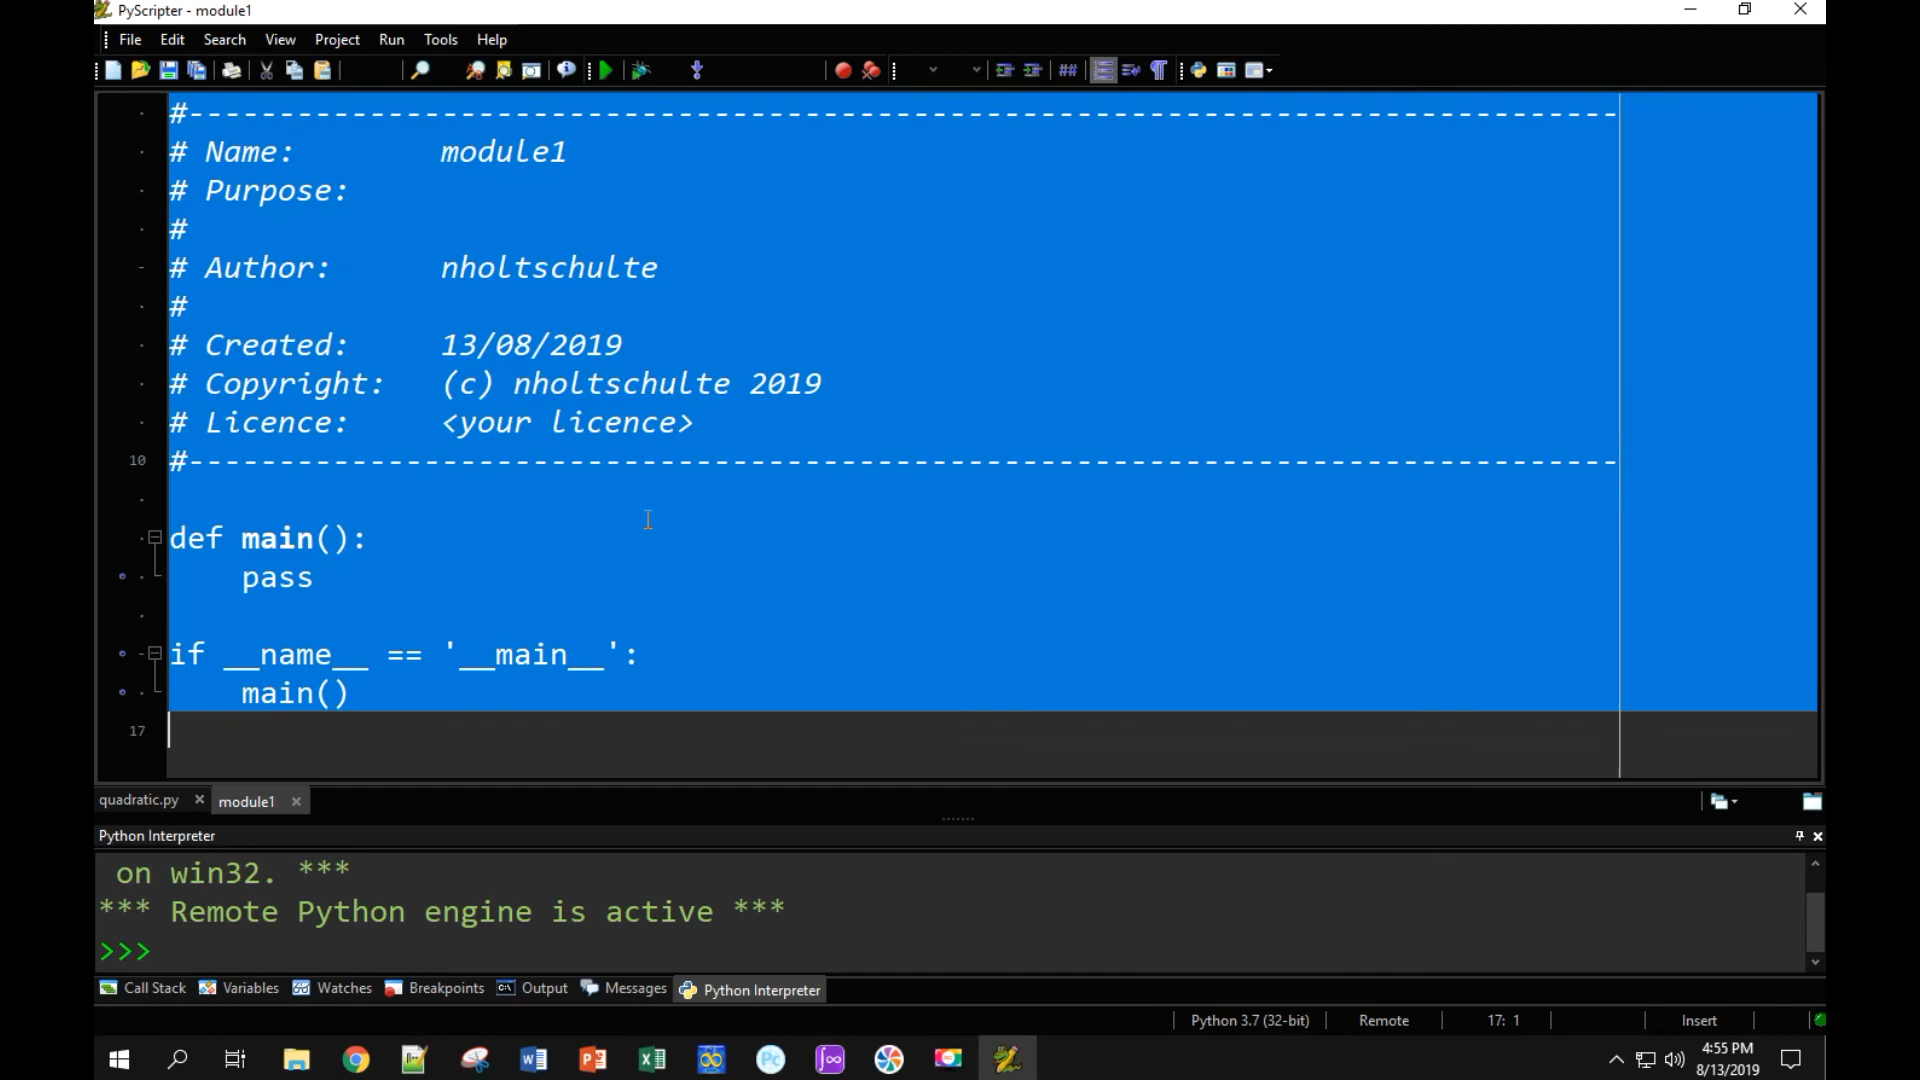 PyScripter - module1
File Edit Search View Project Run Tools Help
#-------------------------------------------------------------------------------
# Name:        module1
# Purpose:
#
# Author:      nholtschulte
#
# Created:     13/08/2019
# Copyright:   (c) nholtschulte 2019
# Licence:     <your licence>
10 #-------------------------------------------------------------------------------
def main():
    pass
if __name__ == '__main__':
    main()
17
quadratic.py module1
Python Interpreter
on win32. ***
*** Remote Python engine is active ***
>>>
Call Stack Variables Watches Breakpoints Output Messages Python Interpreter
Python 3.7 (32-bit) Remote 17: 1 Insert
4:55 PM
8/13/2019